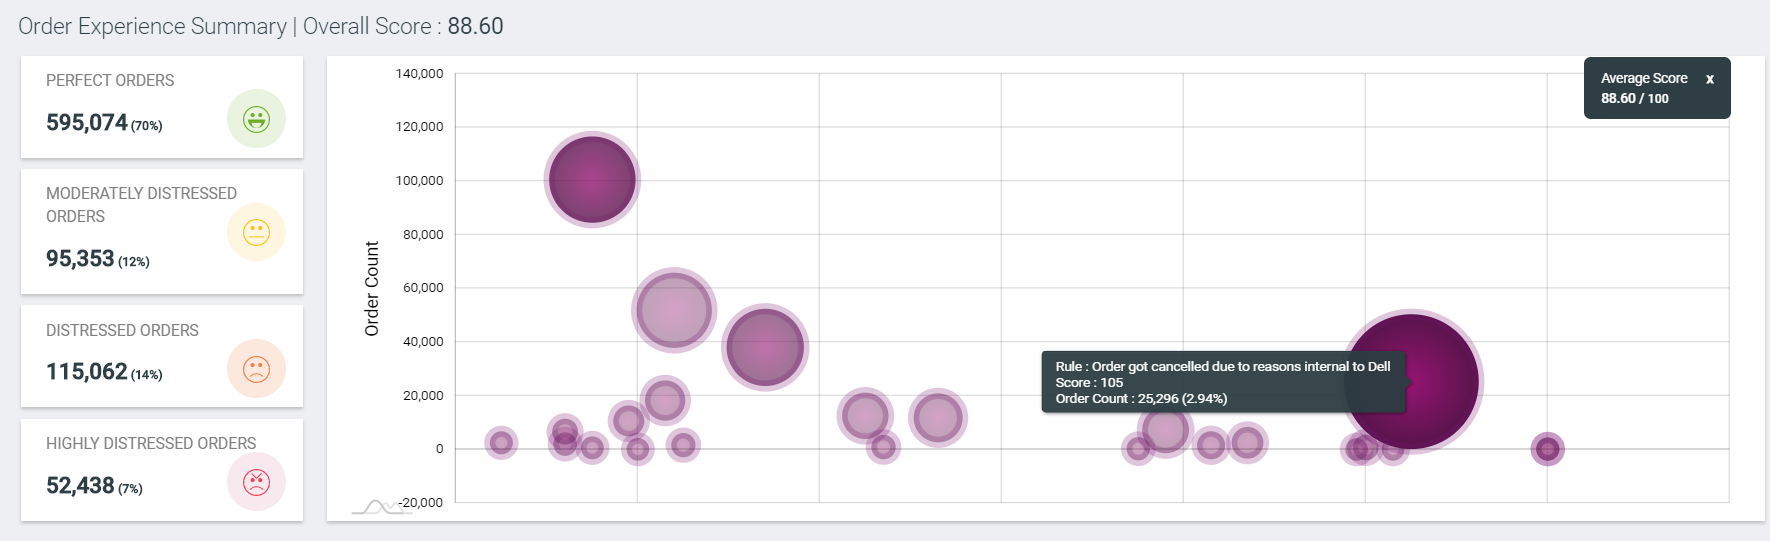 Order Experience Summary | Overall Score : 88.60
PERFECT ORDERS
595,074 (70%)
MODERATELY DISTRESSED
ORDERS
95,353 (12%)
DISTRESSED ORDERS
115,062 (14%)
HIGHLY DISTRESSED ORDERS
52,438 (7%)
Order Count
140,000
120,000
100,000
80,000
60,000
40,000
20,000
0
-20,000
Average Score x
88.60 / 100
Rule : Order got cancelled due to reasons internal to Dell
Score : 105
Order Count : 25,296 (2.94%)